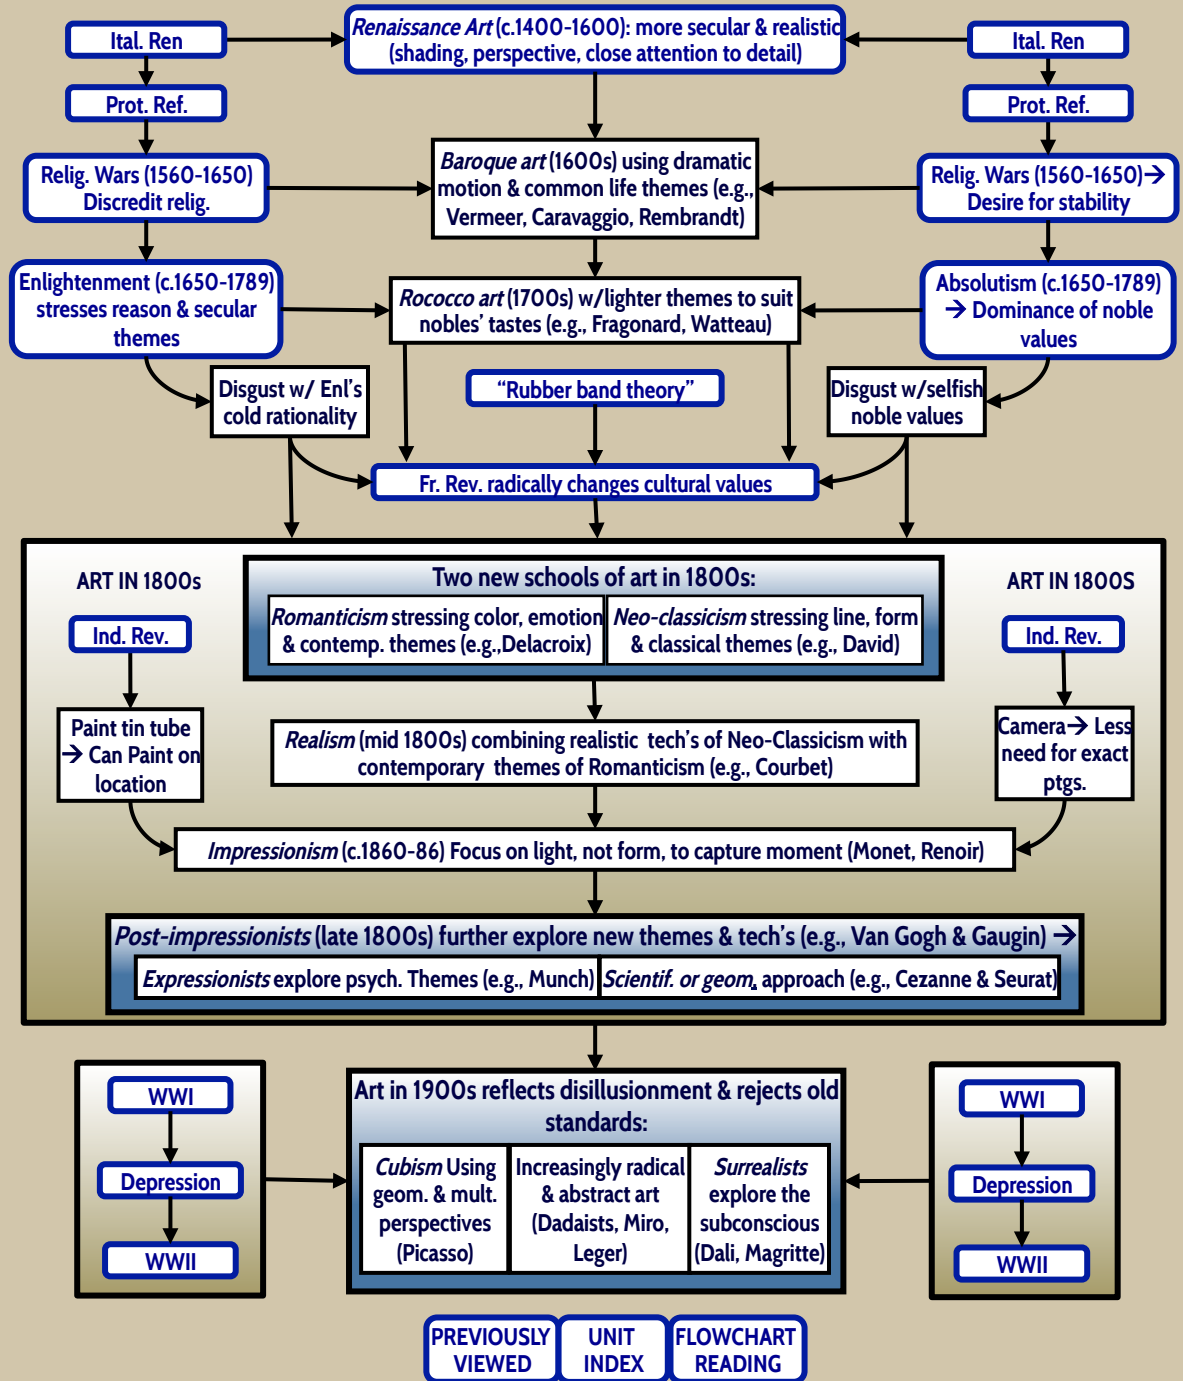 Ital. Ren
Renaissance Art (c.1400-1600): more secular & realistic
(shading, perspective, close attention to detail)
Ital. Ren
Prot. Ref.
Prot. Ref.
Relig. Wars (1560-1650)
Discredit relig.
Baroque art (1600s) using dramatic
motion & common life themes (e.g.,
Vermeer, Caravaggio, Rembrandt)
Relig. Wars (1560-1650)→
Desire for stability
Enlightenment (c.1650-1789)
stresses reason & secular
themes
Rococco art (1700s) w/lighter themes to suit
nobles' tastes (e.g., Fragonard, Watteau)
Absolutism (c.1650-1789)
→ Dominance of noble
values
Disgust w/ Enl's
cold rationality
“Rubber band theory”
Disgust w/selfish
noble values
Fr. Rev. radically changes cultural values
ART IN 1800s
Two new schools of art in 1800s:
ART IN 1800S
Romanticism stressing color, emotion
& contemp. themes (e.g.,Delacroix)
Neo-classicism stressing line, form
& classical themes (e.g., David)
Ind. Rev.
Ind. Rev.
Paint tin tube
→ Can Paint on
location
Realism (mid 1800s) combining realistic tech's of Neo-Classicism with
contemporary themes of Romanticism (e.g., Courbet)
Camera→ Less
need for exact
ptgs.
Impressionism (c.1860-86) Focus on light, not form, to capture moment (Monet, Renoir)
Post-impressionists (late 1800s) further explore new themes & tech's (e.g., Van Gogh & Gaugin) →
Expressionists explore psych. Themes (e.g., Munch)
Scientif. or geom. approach (e.g., Cezanne & Seurat)
WWI
Depression
WWII
Art in 1900s reflects disillusionment & rejects old
standards:
Cubism Using
geom. & mult.
perspectives
(Picasso)
Increasingly radical
& abstract art
(Dadaists, Miro,
Leger)
Surrealists
explore the
subconscious
(Dali, Magritte)
WWI
Depression
WWII
PREVIOUSLY
VIEWED
UNIT
INDEX
FLOWCHART
READING